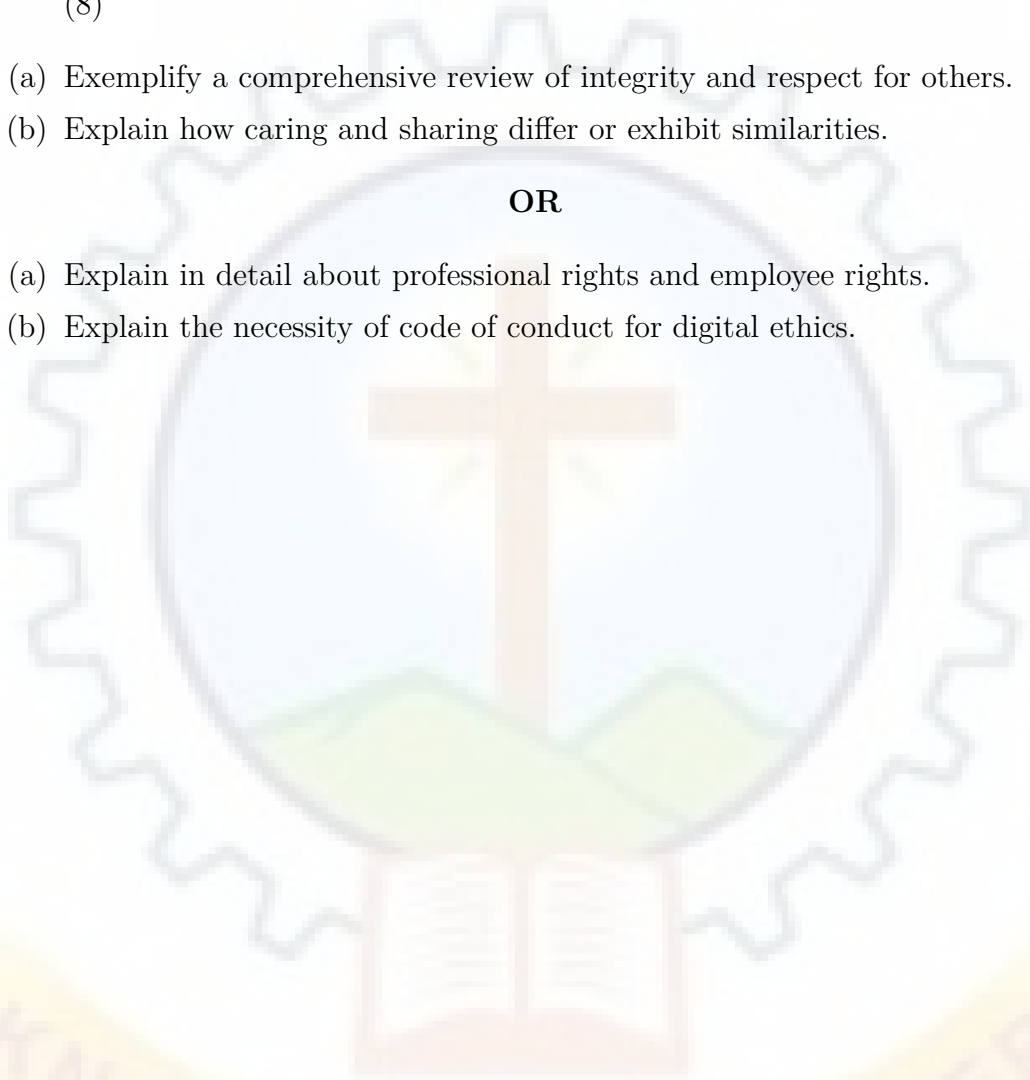 (8)
(a) Exemplify a comprehensive review of integrity and respect for others.
(b) Explain how caring and sharing differ or exhibit similarities.
OR
(a) Explain in detail about professional rights and employee rights.
(b) Explain the necessity of code of conduct for digital ethics.